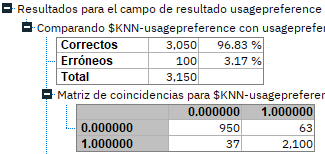 Resultados para el campo de resultado usagepreference
Comparando $KNN-usagepreference con usageprefer
Correctos 3,050 96.83 %
Erróneos 100 3.17 %
Total 3,150
Matriz de coincidencias para $KNN-usageprefer
0.000000 1.000000
0.000000 950 63
1.000000 37 2,100